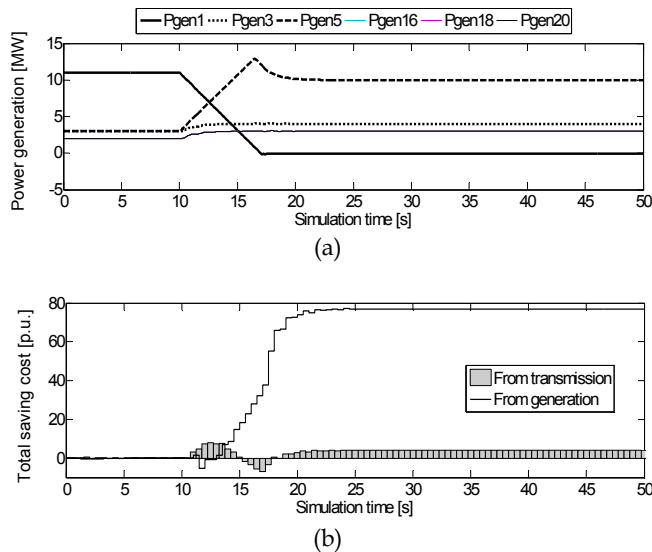 Pgen1 Pgen3 Pgen5 Pgen16 Pgen18 Pgen20
Power generation [MW]
15
10
5
0
-5
0 5 10 15 20 25 30 35 40 45 50
Simulation time [s]
(a)
Total saving cost [p.u.]
80
60
40
20
0
From transmission
From generation
0 5 10 15 20 25 30 35 40 45 50
Simulation time [s]
(b)